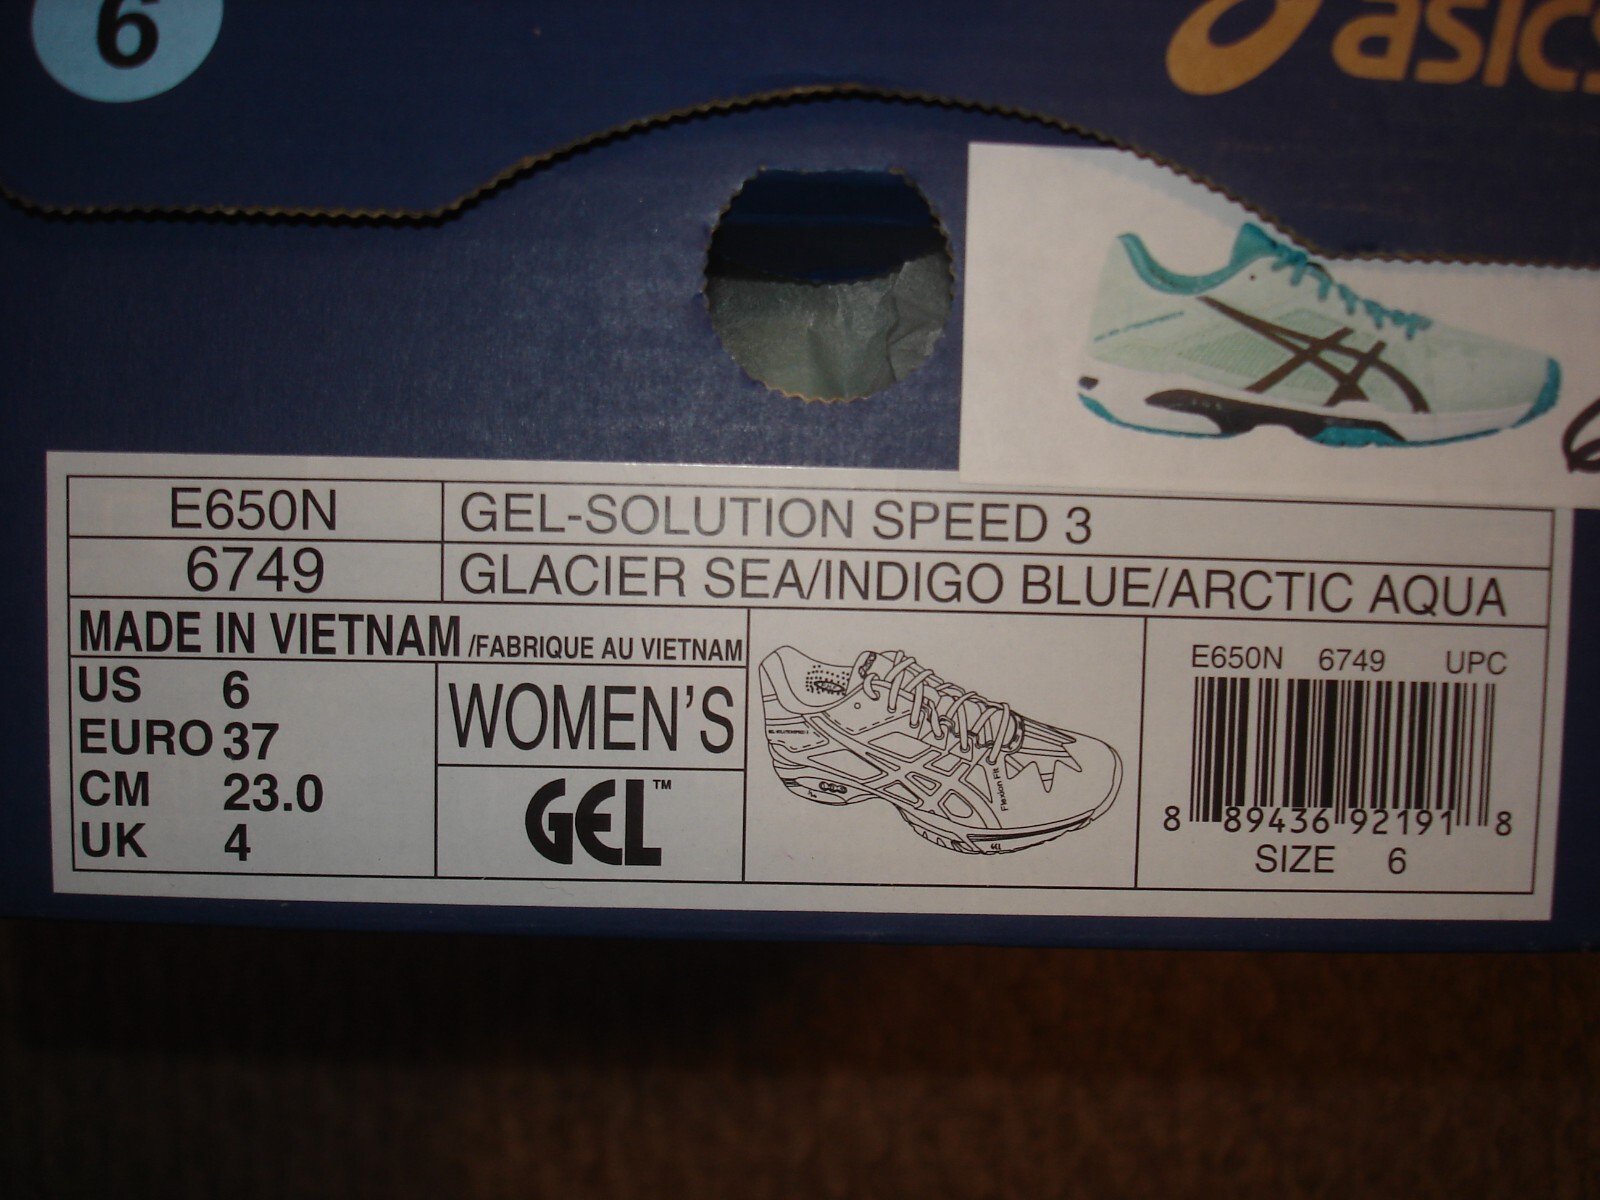 6
asics
E650N
GEL-SOLUTION SPEED 3
6749
GLACIER SEA/INDIGO BLUE/ARCTIC AQUA
MADE IN VIETNAM /FABRIQUE AU VIETNAM
US 6
EURO 37
CM 23.0
UK 4
WOMEN'S
GEL™
Flexion Fit
E650N 6749 UPC
8 89436 92191 8
SIZE 6